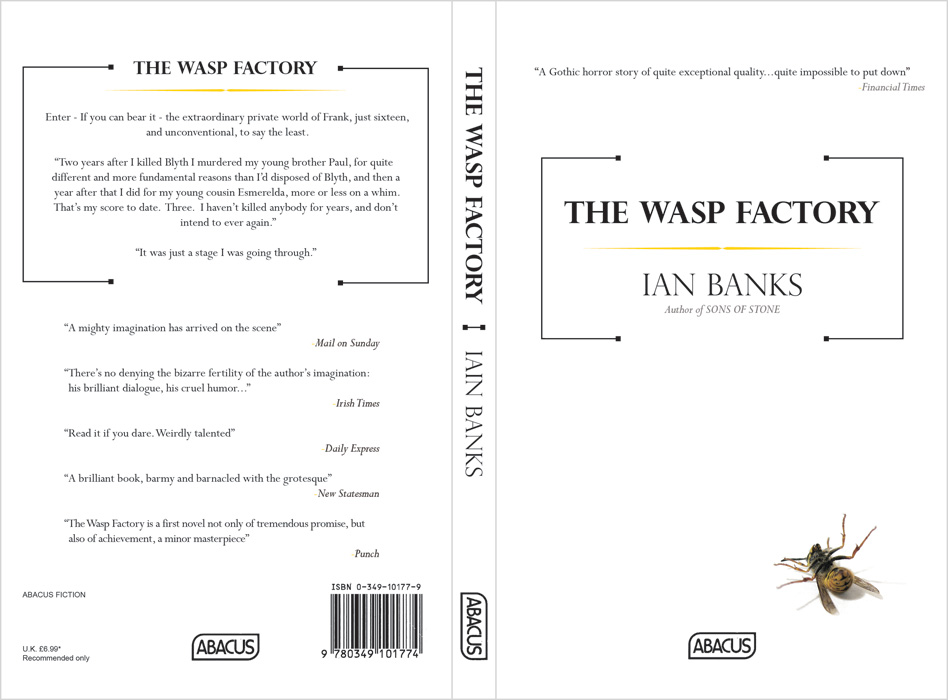 THE WASP FACTORY
Enter - If you can bear it - the extraordinary private world of Frank, just sixteen,
and unconventional, to say the least.
“Two years after I killed Blyth I murdered my young brother Paul, for quite
different and more fundamental reasons than I’d disposed of Blyth, and then a
year after that I did for my young cousin Esmerelda, more or less on a whim.
That’s my score to date. Three. I haven’t killed anybody for years, and don’t
intend to ever again.”
“It was just a stage I was going through.”
“A mighty imagination has arrived on the scene”
-Mail on Sunday
“There’s no denying the bizarre fertility of the author’s imagination:
his brilliant dialogue, his cruel humor...”
-Irish Times
“Read it if you dare. Weirdly talented”
-Daily Express
“A brilliant book, barmy and barnacled with the grotesque”
-New Statesman
“The Wasp Factory is a first novel not only of tremendous promise, but
also of achievement, a minor masterpiece”
-Punch
ABACUS FICTION
U.K. £6.99*
Recommended only
ABACUS
ISBN 0-349-10177-9
9 780349 101774
THE WASP FACTORY
IAIN BANKS
ABACUS
“A Gothic horror story of quite exceptional quality...quite impossible to put down”
-Financial Times
THE WASP FACTORY
IAN BANKS
Author of SONS OF STONE
ABACUS